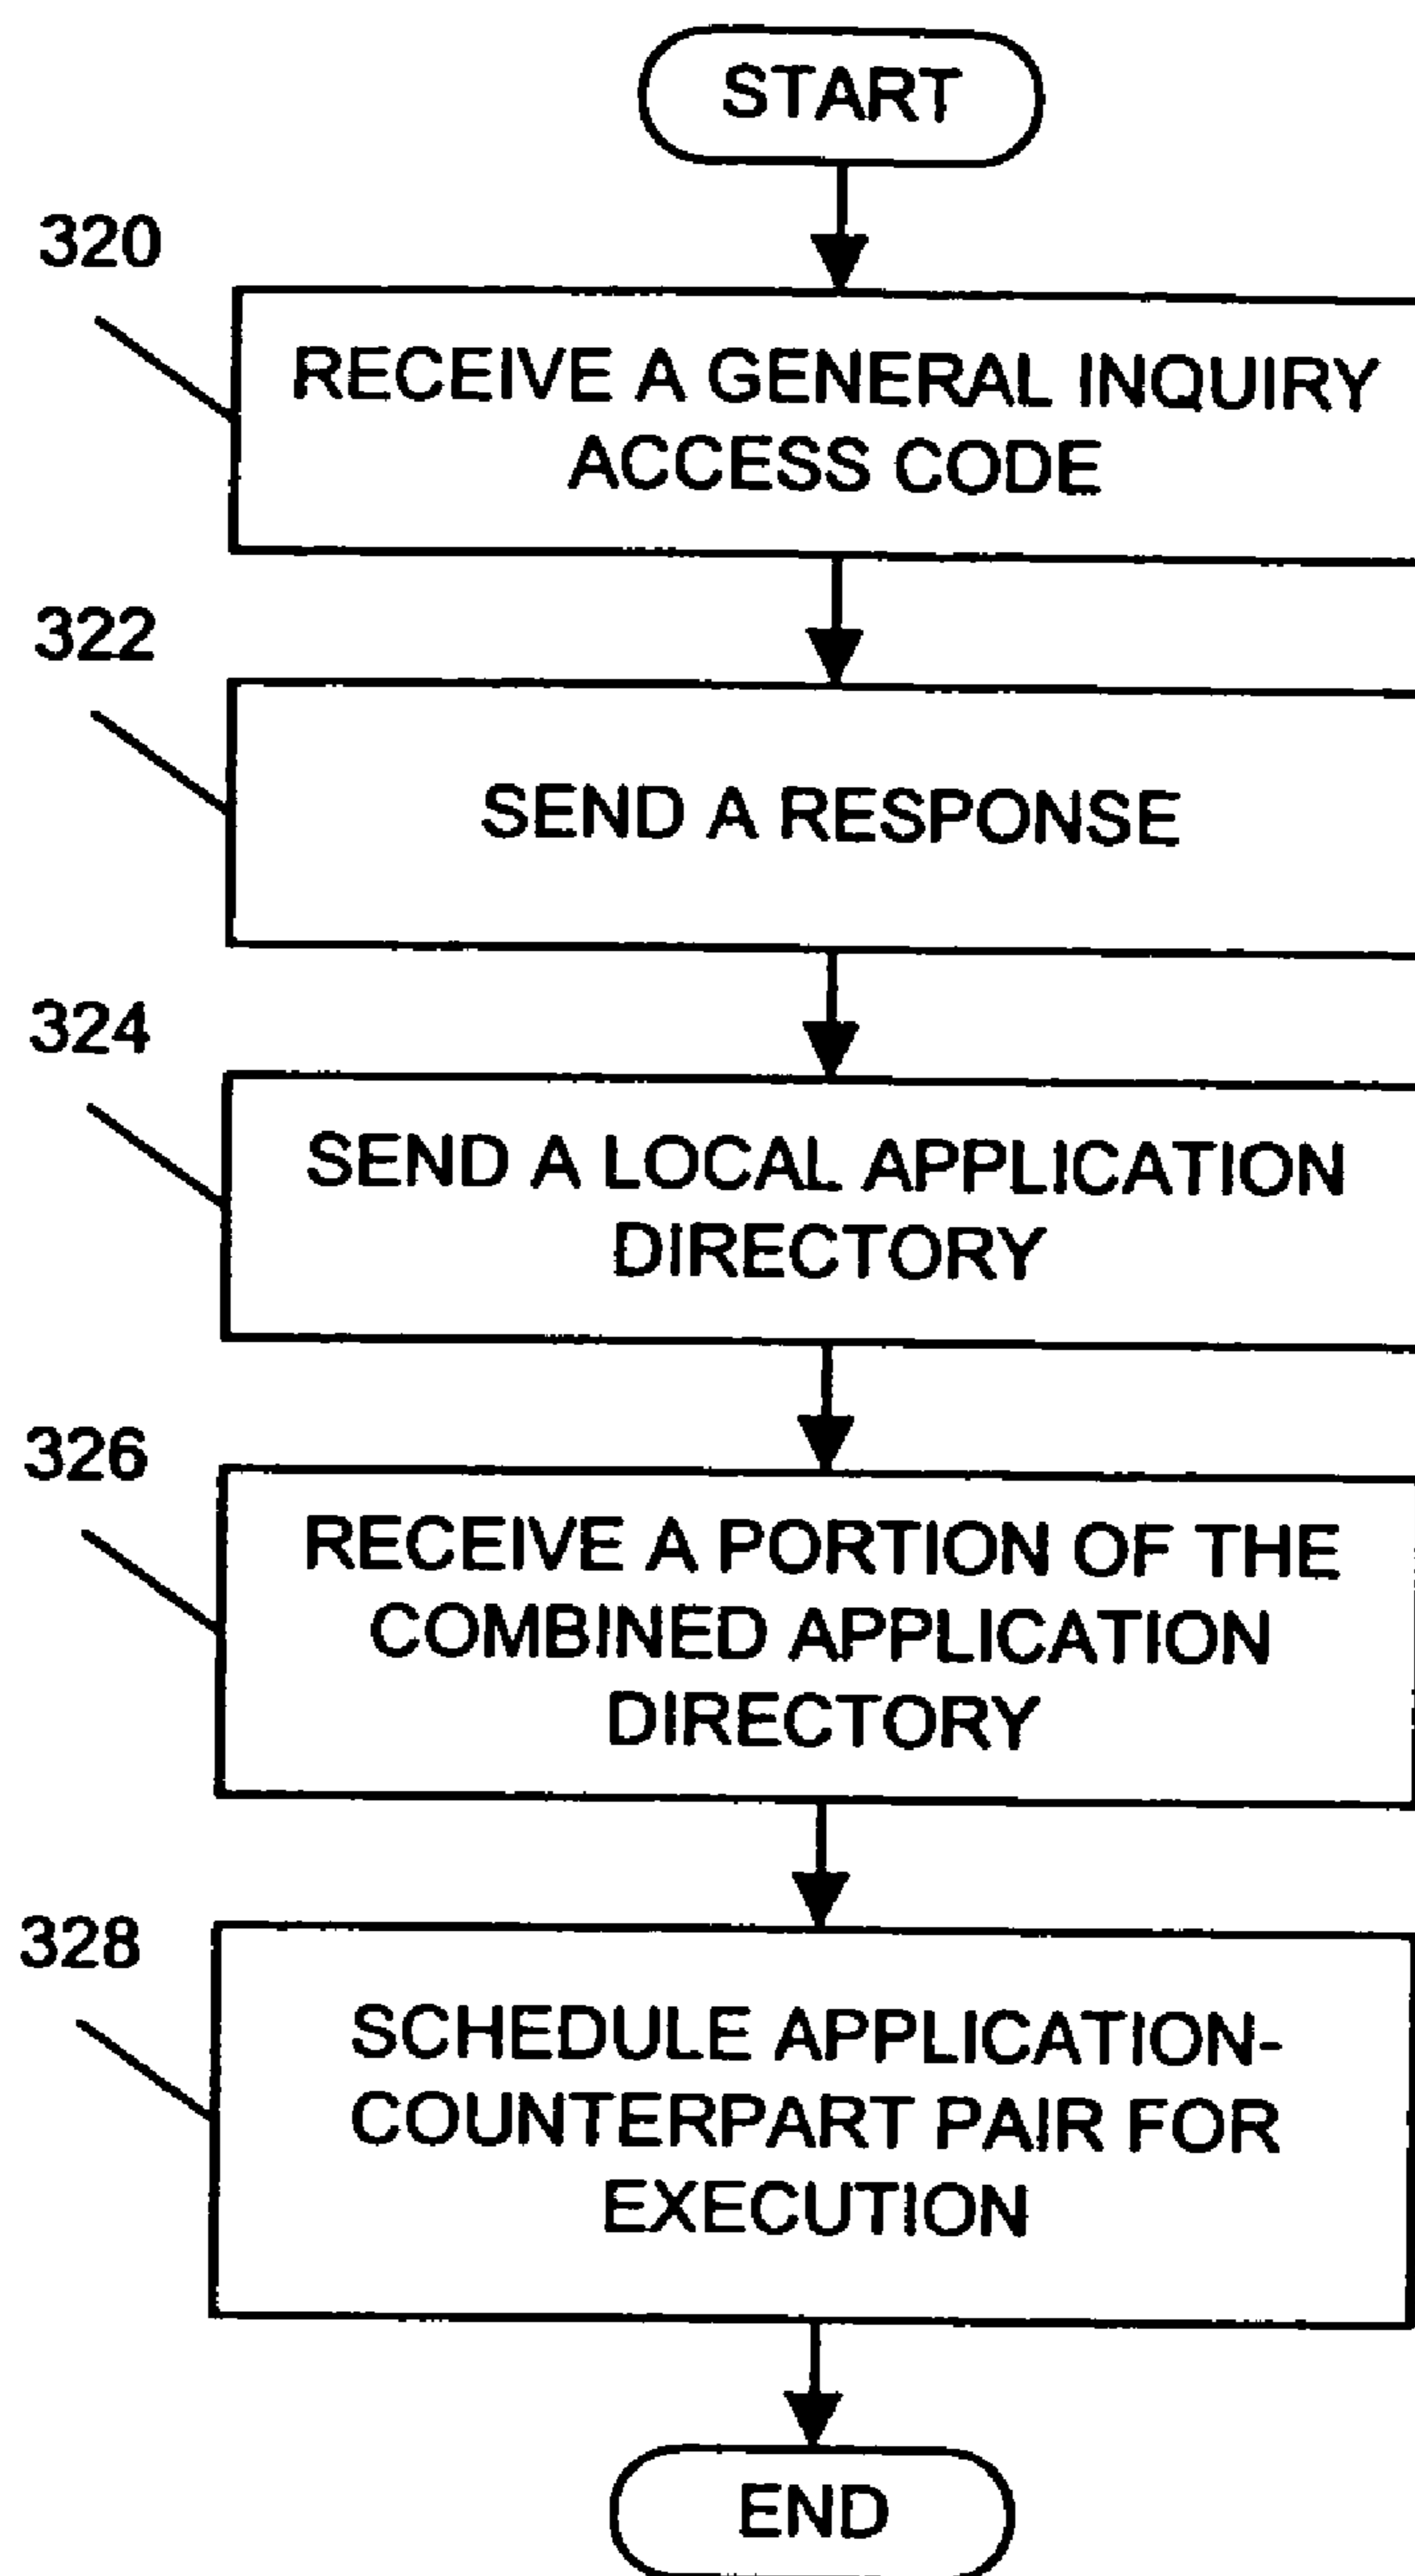 START
320
RECEIVE A GENERAL INQUIRY
ACCESS CODE
322
SEND A RESPONSE
324
SEND A LOCAL APPLICATION
DIRECTORY
326
RECEIVE A PORTION OF THE
COMBINED APPLICATION
DIRECTORY
328
SCHEDULE APPLICATION-
COUNTERPART PAIR FOR
EXECUTION
END